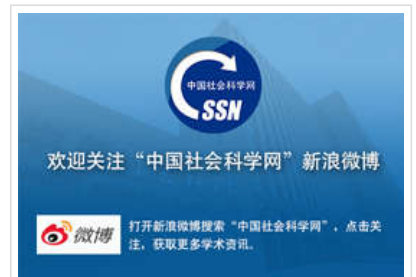 中国社会科学网
CSSN
欢迎关注“中国社会科学网”新浪微博
微博
打开新浪微博搜索“中国社会科学网”，点击关
注，获取更多学术资讯。